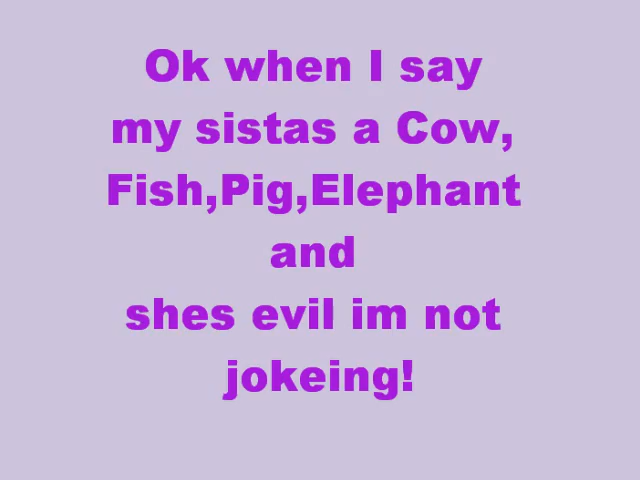 Ok when I say
my sistas a Cow,
Fish,Pig,Elephant
and
shes evil im not
jokeing!